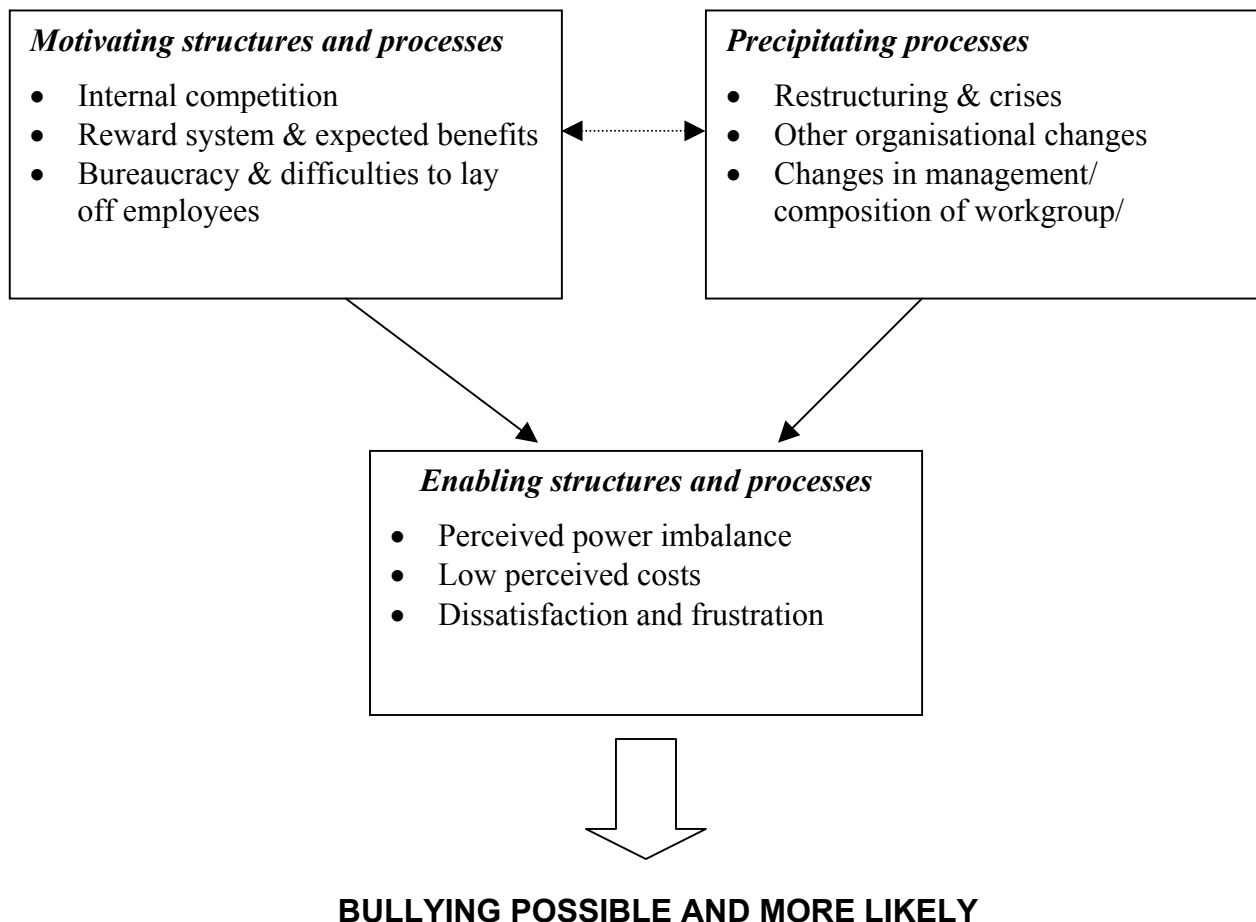 Motivating structures and processes
• Internal competition
• Reward system & expected benefits
• Bureaucracy & difficulties to lay
off employees
Precipitating processes
• Restructuring & crises
• Other organisational changes
• Changes in management/
composition of workgroup/
Enabling structures and processes
• Perceived power imbalance
• Low perceived costs
• Dissatisfaction and frustration
BULLYING POSSIBLE AND MORE LIKELY